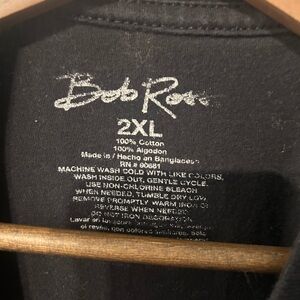 Bob Ross
2XL
100% Cotton
100% Algodon
Made in / Hecho en Bangladesh
RN # 90681
MACHINE WASH COLD WITH LIKE COLORS,
WASH INSIDE OUT, GENTLE CYCLE.
USE NON-CHLORINE BLEACH
WHEN NEEDED, TUMBLE DRY LOW.
REMOVE PROMPTLY WARM IRON ON
REVERSE WHEN NEEDED
DO NOT IRON DECORATION.
Lavar en